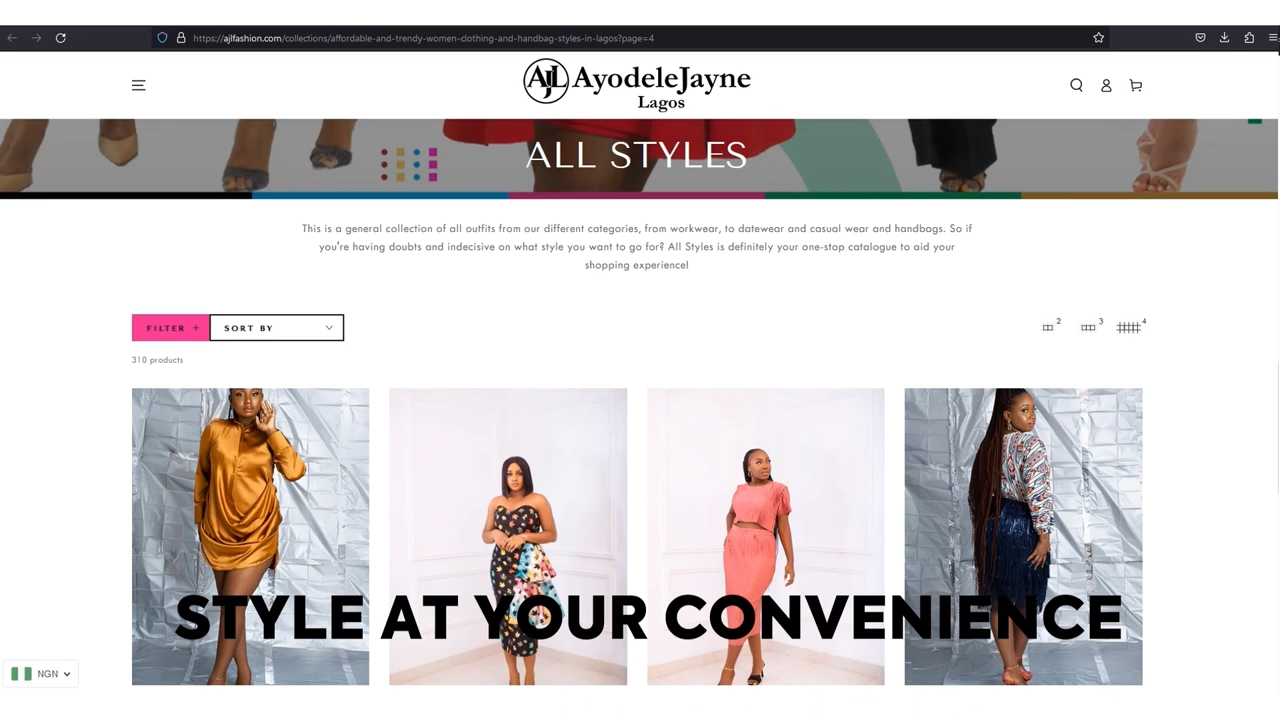 https://ajlfashion.com/collections/affordable-and-trendy-women-clothing-and-handbag-styles-in-lagos?page=4
AJL AyodeleJayne
Lagos
ALL STYLES
This is a general collection of all outfits from our different categories, from workwear, to datewear and casual wear and handbags. So if
you're having doubts and indecisive on what style you want to go for? All Styles is definitely your one-stop catalogue to aid your
shopping experience!
FILTER +
SORT BY
2
3
4
310 products
STYLE AT YOUR CONVENIENCE
NGN